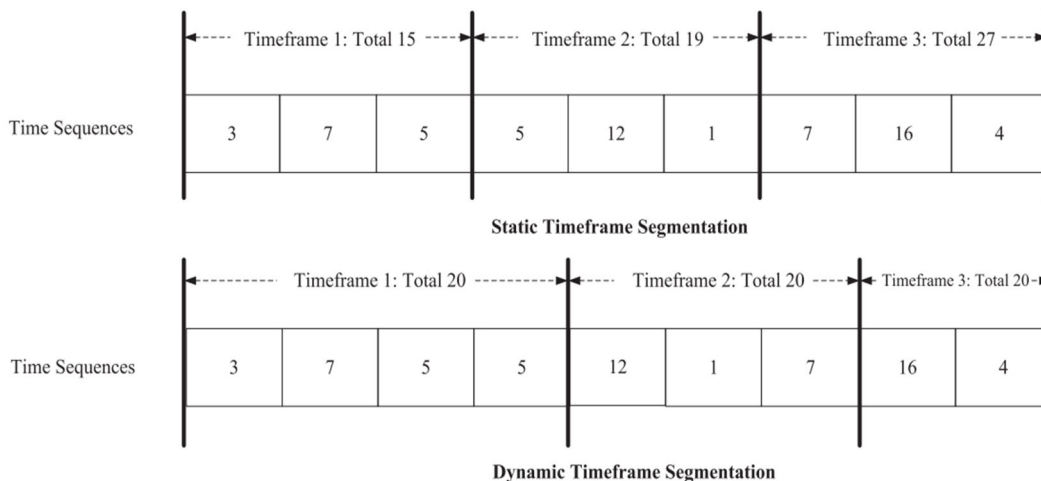 Timeframe 1: Total 15 Timeframe 2: Total 19 Timeframe 3: Total 27
Time Sequences 3 7 5 5 12 1 7 16 4
Static Timeframe Segmentation
Timeframe 1: Total 20 Timeframe 2: Total 20 Timeframe 3: Total 20
Time Sequences 3 7 5 5 12 1 7 16 4
Dynamic Timeframe Segmentation